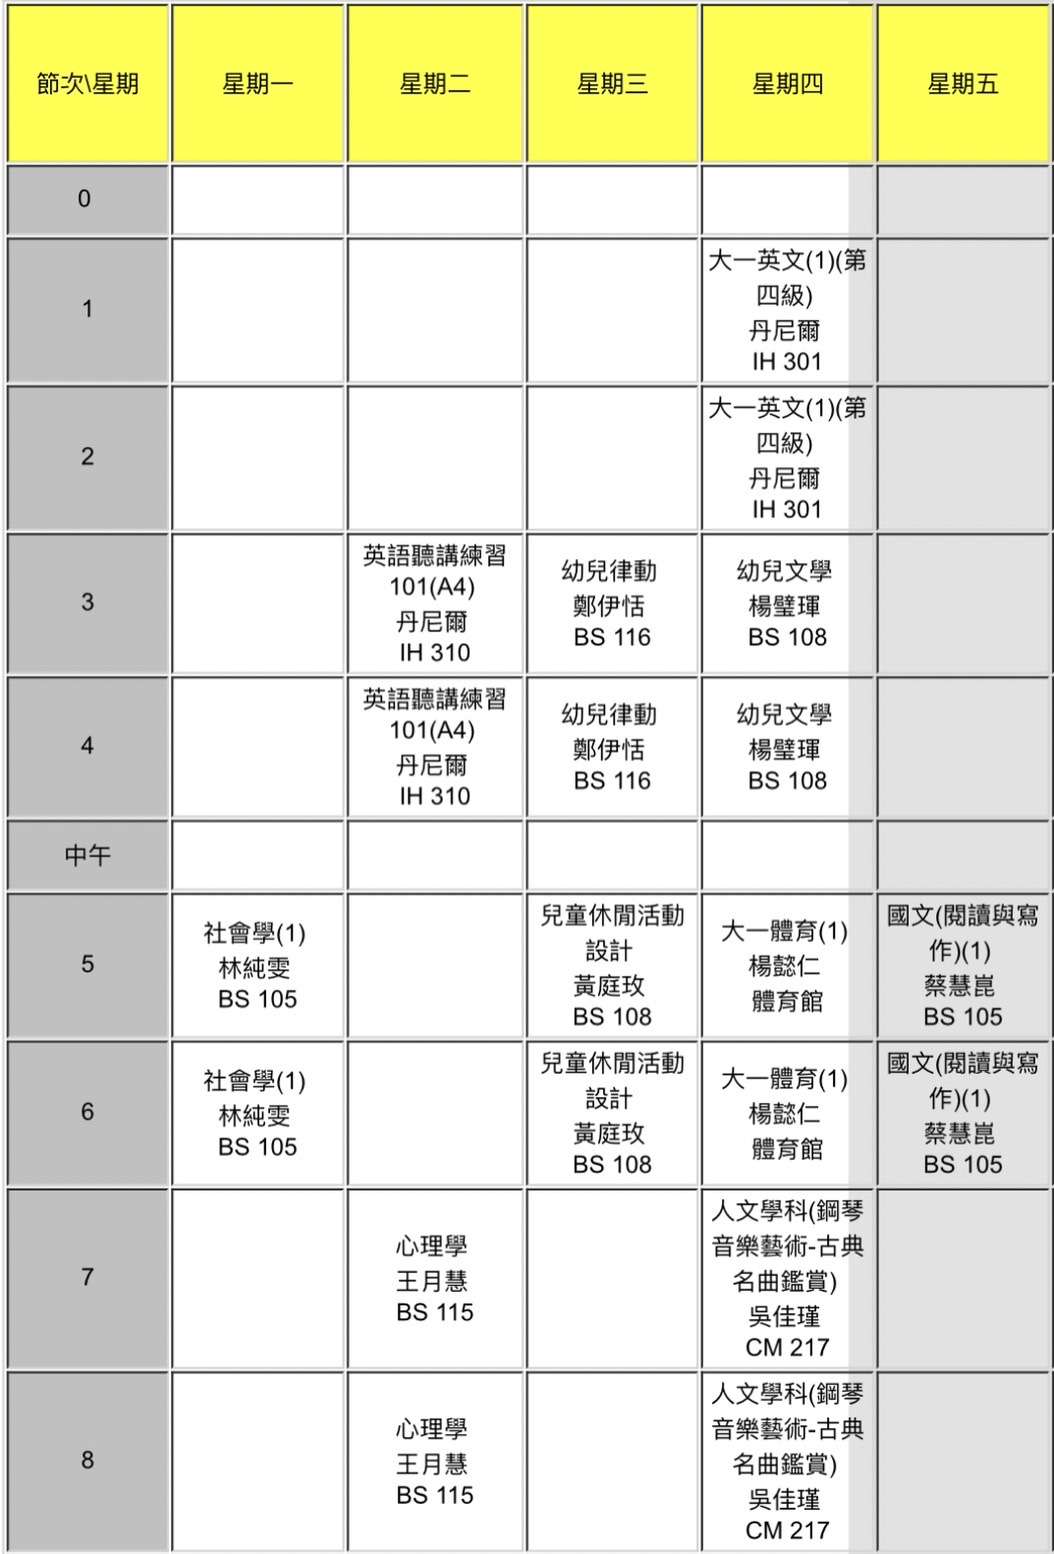 節次\星期 星期一 星期二 星期三 星期四 星期五
0
1
大一英文(1)(第
四級)
丹尼爾
IH 301
2
大一英文(1)(第
四級)
丹尼爾
IH 301
3
英語聽講練習
101(A4)
丹尼爾
IH 310
幼兒律動
鄭伊恬
BS 116
幼兒文學
楊璧琿
BS 108
4
英語聽講練習
101(A4)
丹尼爾
IH 310
幼兒律動
鄭伊恬
BS 116
幼兒文學
楊璧琿
BS 108
中午
5
社會學(1)
林純雯
BS 105
兒童休閒活動
設計
黃庭玫
BS 108
大一體育(1)
楊懿仁
體育館
國文(閱讀與寫
作)(1)
蔡慧崑
BS 105
6
社會學(1)
林純雯
BS 105
兒童休閒活動
設計
黃庭玫
BS 108
大一體育(1)
楊懿仁
體育館
國文(閱讀與寫
作)(1)
蔡慧崑
BS 105
7
心理學
王月慧
BS 115
人文學科(鋼琴
音樂藝術-古典
名曲鑑賞)
吳佳瑾
CM 217
8
心理學
王月慧
BS 115
人文學科(鋼琴
音樂藝術-古典
名曲鑑賞)
吳佳瑾
CM 217